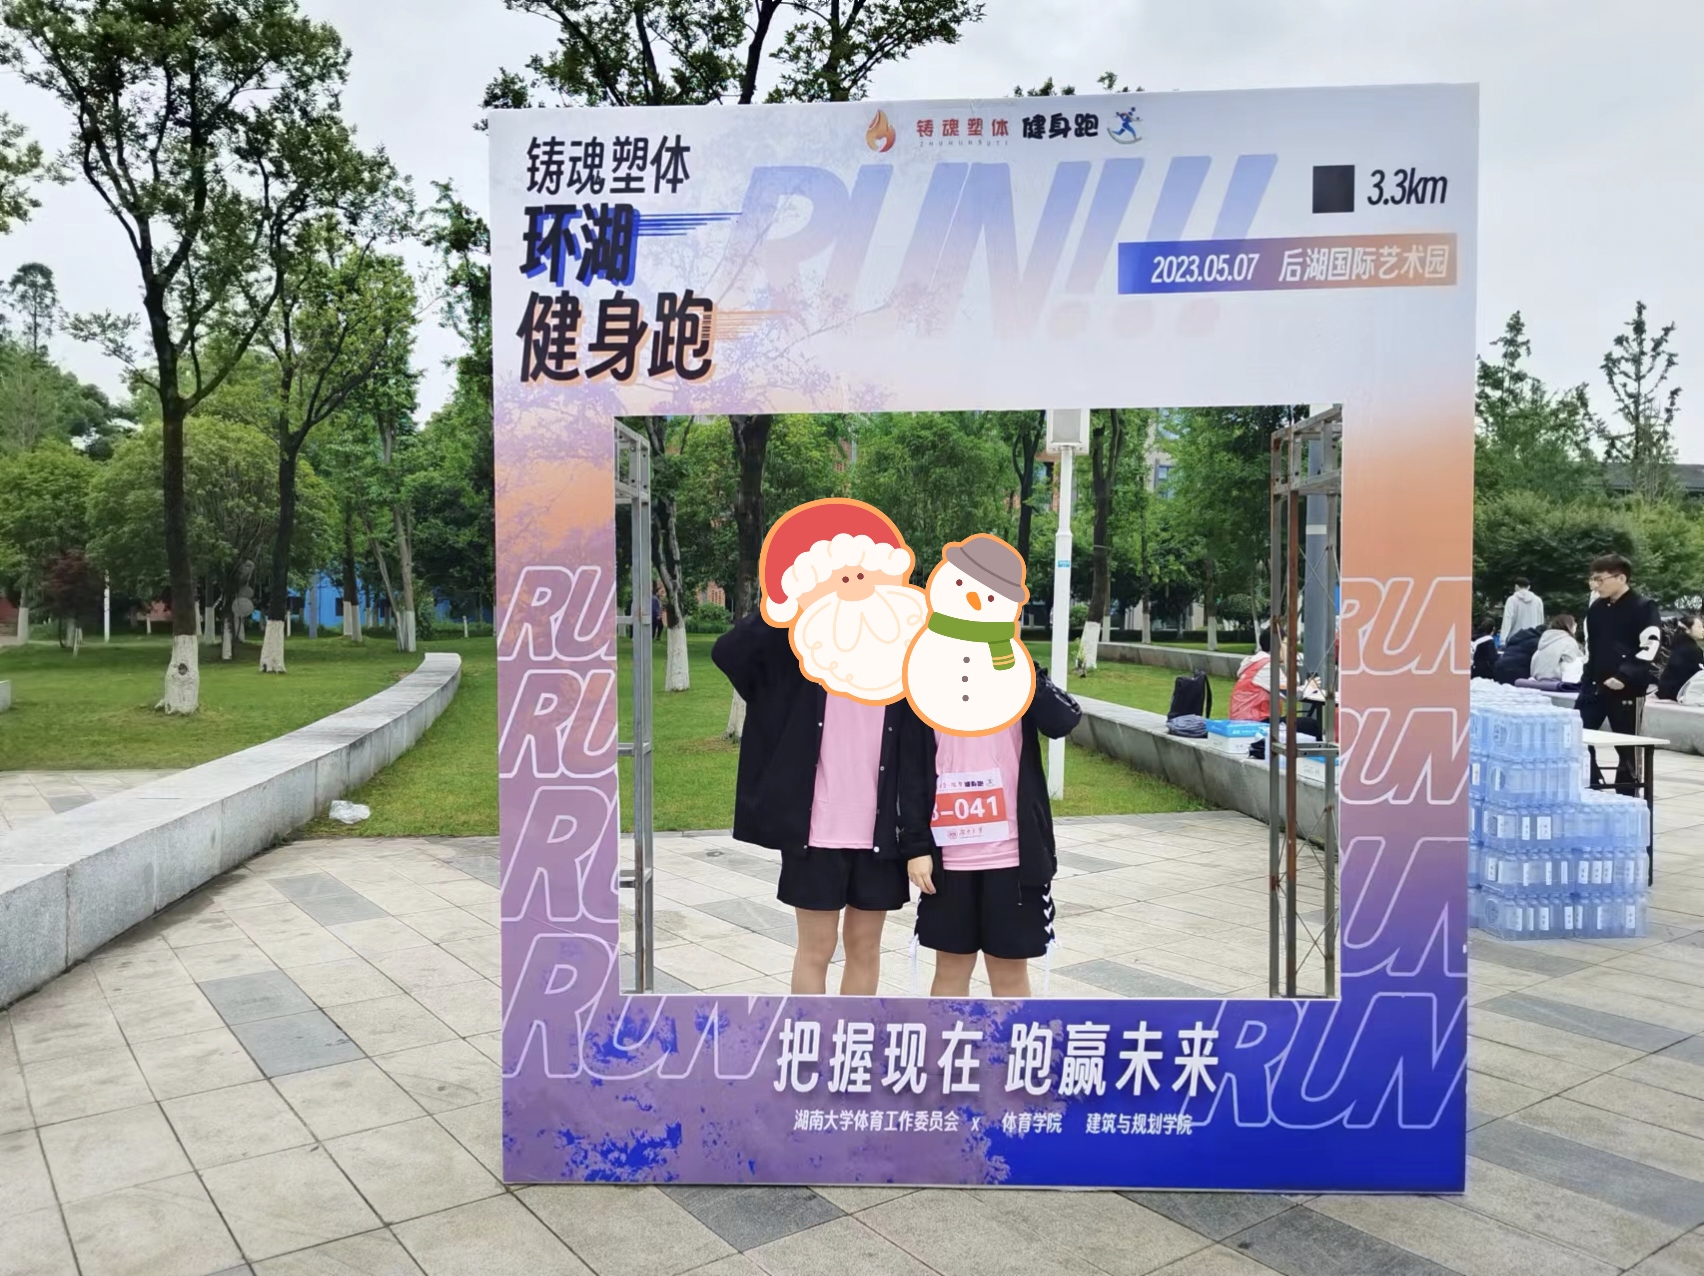 铸魂塑体 健身跑
ZHUHUNSUTI
铸魂塑体
环湖
健身跑
RUN!!!
3.3km
2023.05.07 后湖国际艺术园
RUN
RUN
RUN
RUN
RUN
RUN
RUN
RUN
-041
把握现在 跑赢未来
湖南大学体育工作委员会 x 体育学院 建筑与规划学院